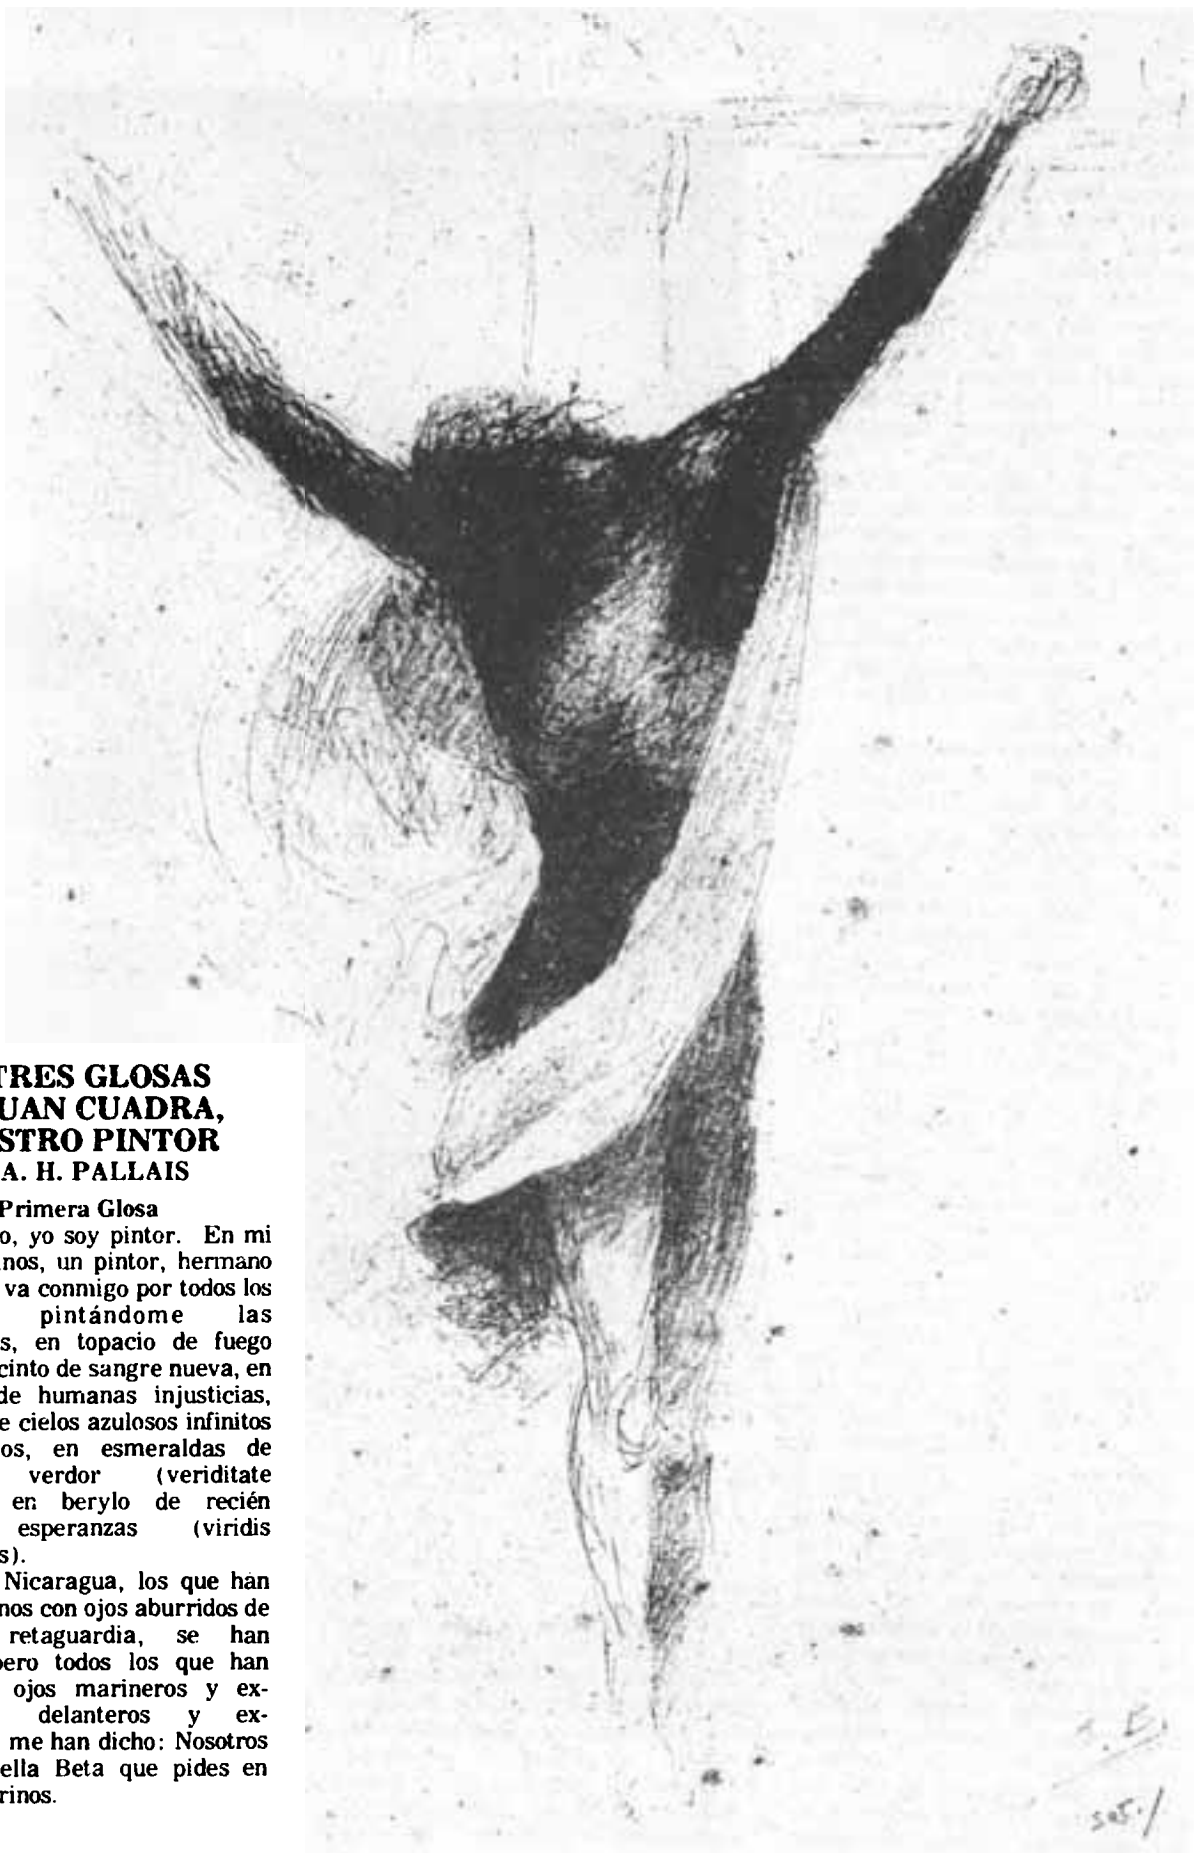 TRES GLOSAS
UAN CUADRA,
STRO PINTOR
A. H. PALLAIS
Primera Glosa
o, yo soy pintor. En mi
nos, un pintor, hermano
va conmigo por todos los
pintándome las
s, en topacio de fuego
cinto de sangre nueva, en
de humanas injusticias,
e cielos azulosos infinitos
os, en esmeraldas de
verdor (veriditate
en berylo de recién
esperanzas (viridis
s).
Nicaragua, los que han
nos con ojos aburridos de
retaguardia, se han
pero todos los que han
ojos marineros y ex-
delanteros y ex-
me han dicho: Nosotros
ella Beta que pides en
rinos.